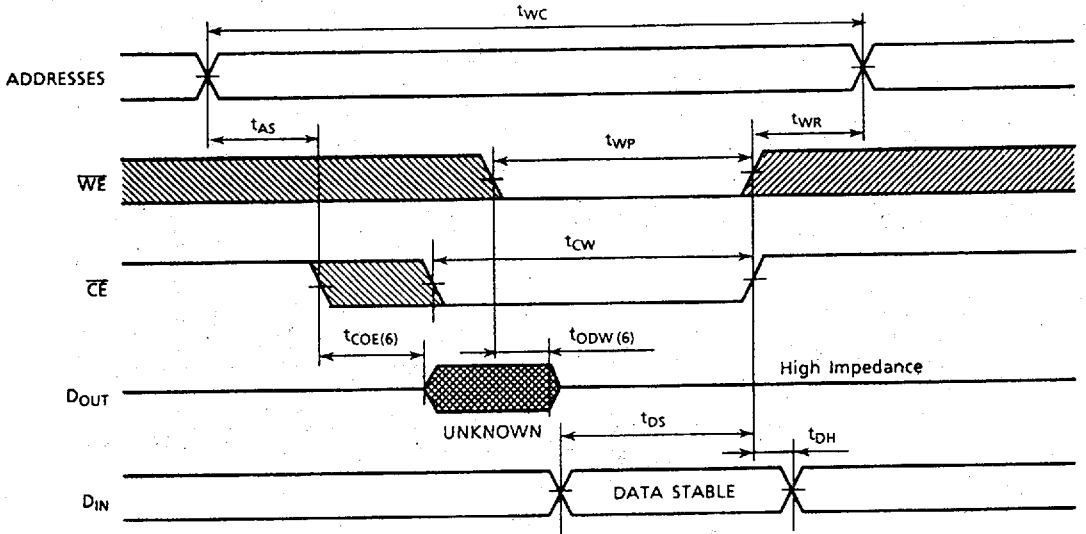 tWC
ADDRESSES
tAS
tWR
tWP
WE
tCW
CE
tCOE(6)
tODW (6)
High Impedance
DOUT
UNKNOWN
tDS
tDH
DATA STABLE
DIN